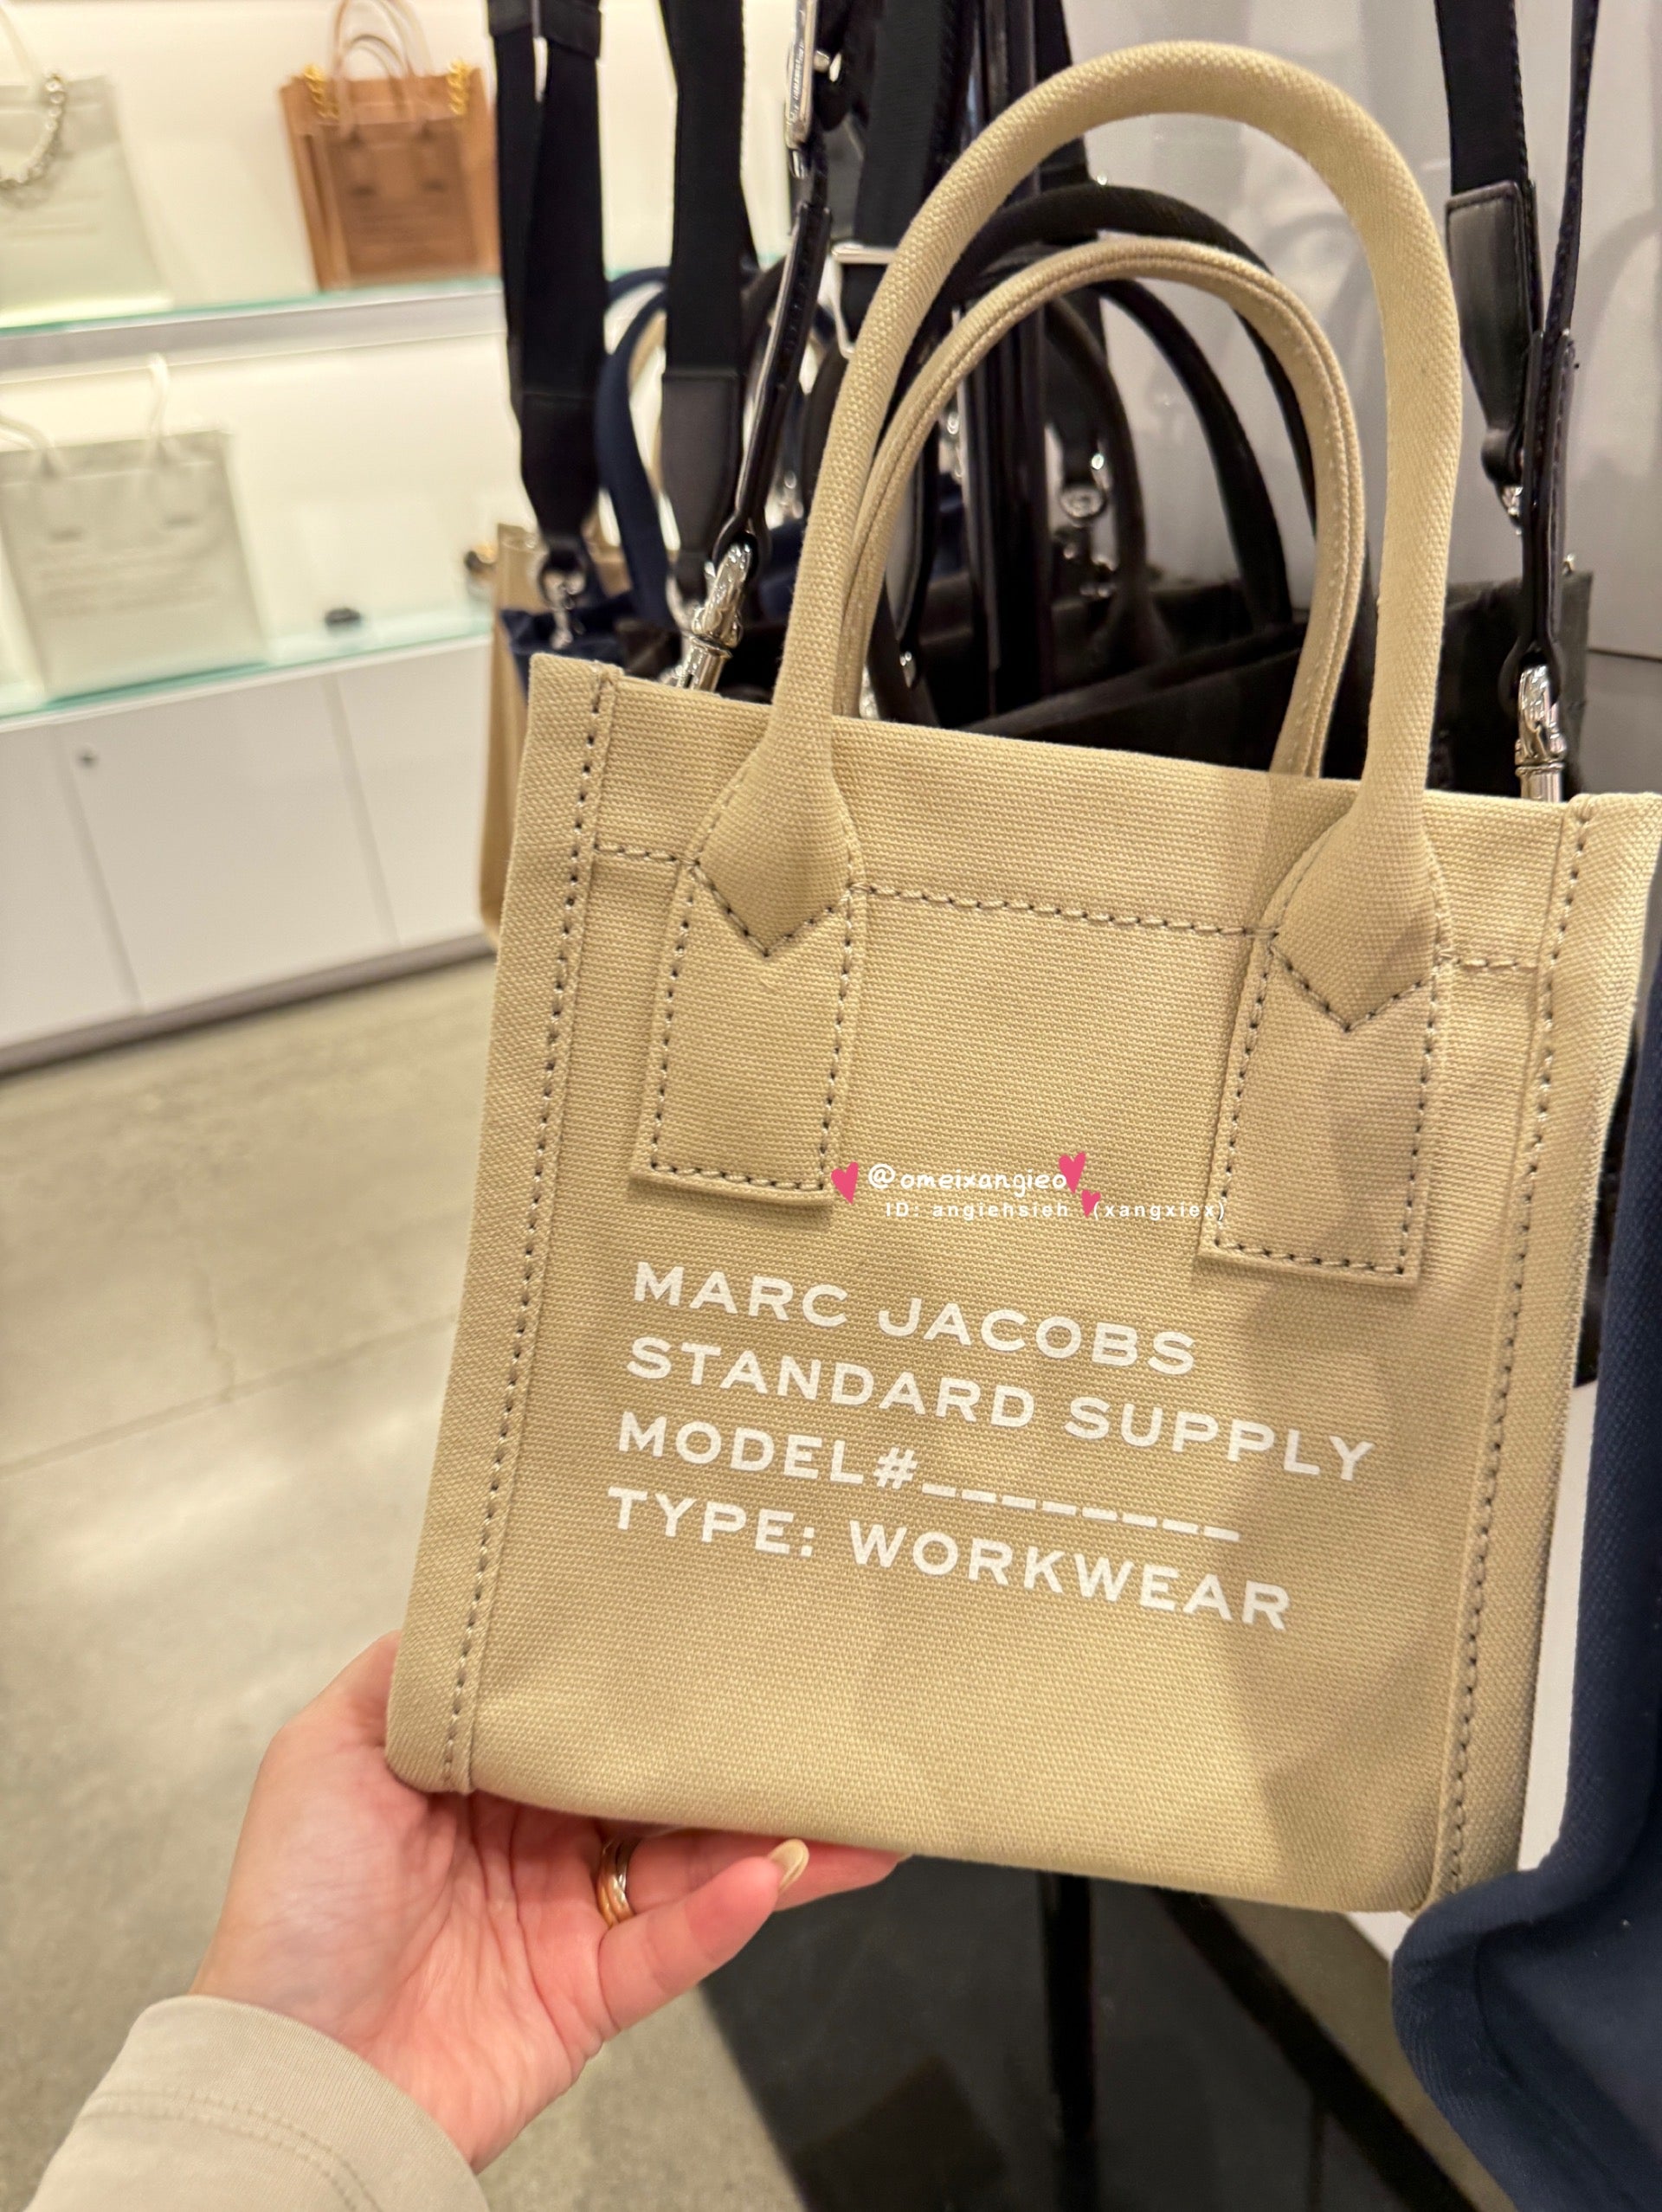 @omeixangieo
ID: angiehsieh (xangxiex)
MARC JACOBS
STANDARD SUPPLY
MODEL#________
TYPE: WORKWEAR